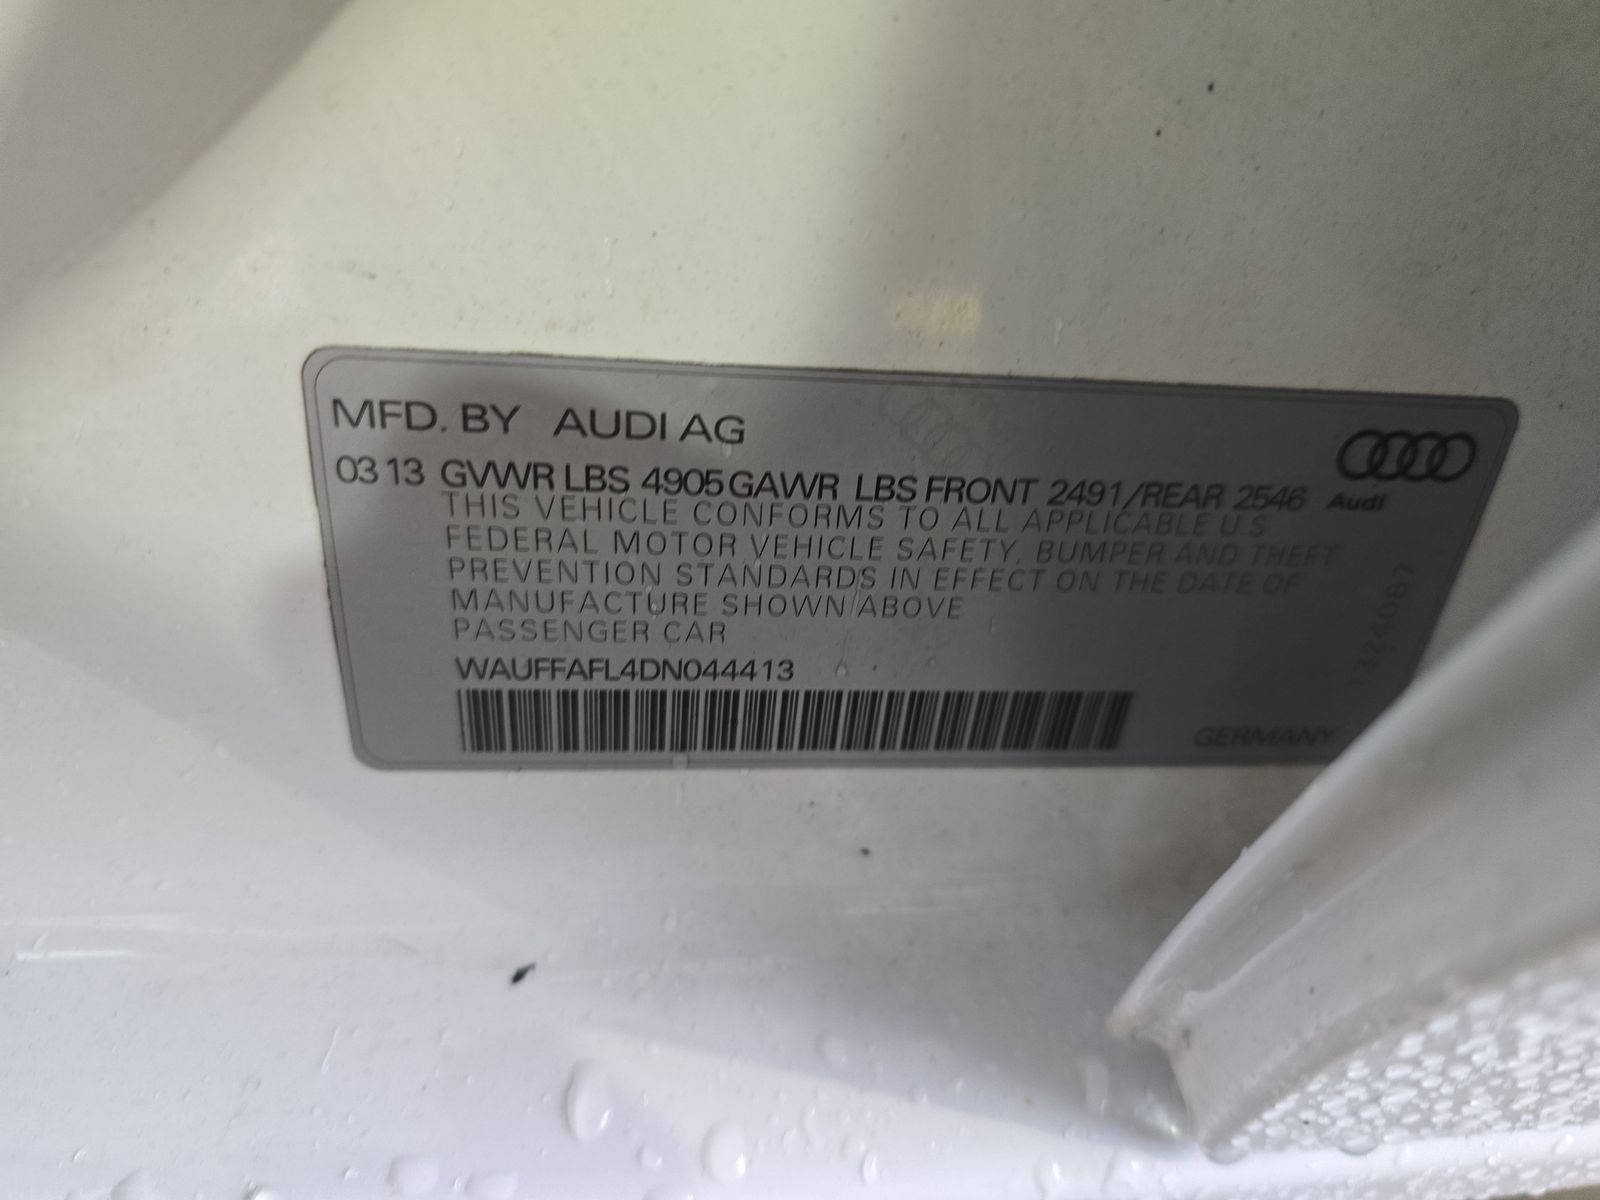 MFD. BY AUDI AG
03 13 GVWR LBS 4905 GAWR LBS FRONT 2491/REAR 2546
Audi
THIS VEHICLE CONFORMS TO ALL APPLICABLE U S
FEDERAL MOTOR VEHICLE SAFETY, BUMPER AND THEFT
PREVENTION STANDARDS IN EFFECT ON THE DATE OF
MANUFACTURE SHOWN ABOVE
PASSENGER CAR
WAUFFAFL4DN044413
GERMANY
1324087